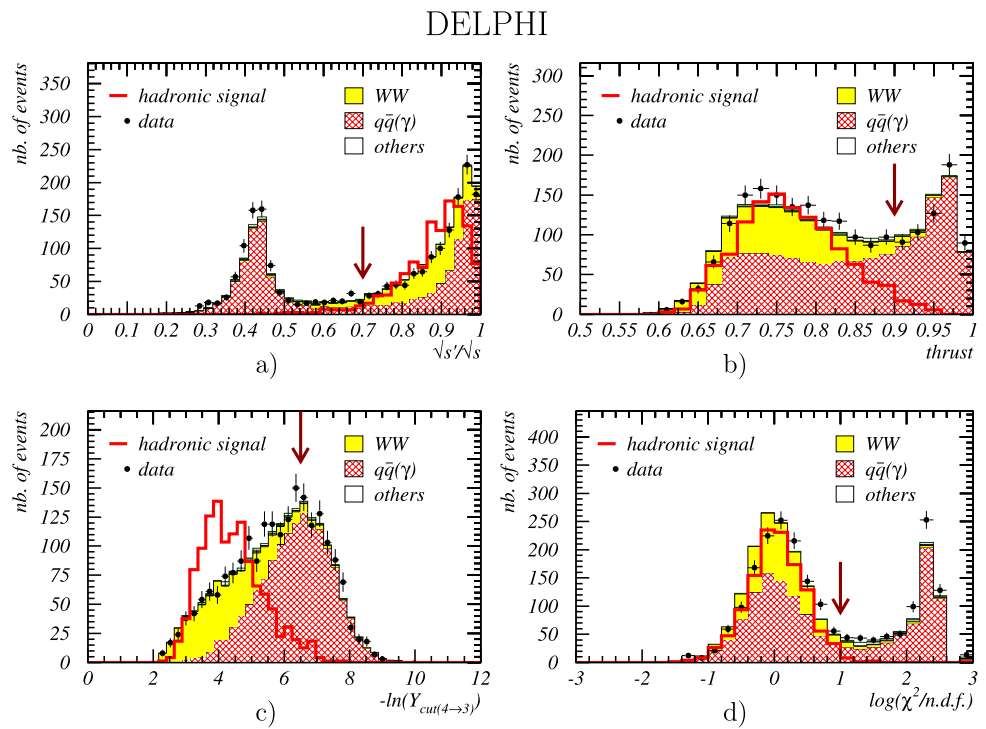 DELPHI
nb. of events
350
300
250
200
150
100
50
0
hadronic signal
data
WW
qq̄(γ)
others
0 0.1 0.2 0.3 0.4 0.5 0.6 0.7 0.8 0.9 1
√s'/√s
a)
nb. of events
300
250
200
150
100
50
0
hadronic signal
data
WW
qq̄(γ)
others
0.5 0.55 0.6 0.65 0.7 0.75 0.8 0.85 0.9 0.95 1
thrust
b)
nb. of events
200
175
150
125
100
75
50
25
0
hadronic signal
data
WW
qq̄(γ)
others
0 2 4 6 8 10 12
-ln(Y_cut(4→3))
c)
nb. of events
400
350
300
250
200
150
100
50
0
hadronic signal
data
WW
qq̄(γ)
others
-3 -2 -1 0 1 2 3
log(χ²/n.d.f.)
d)